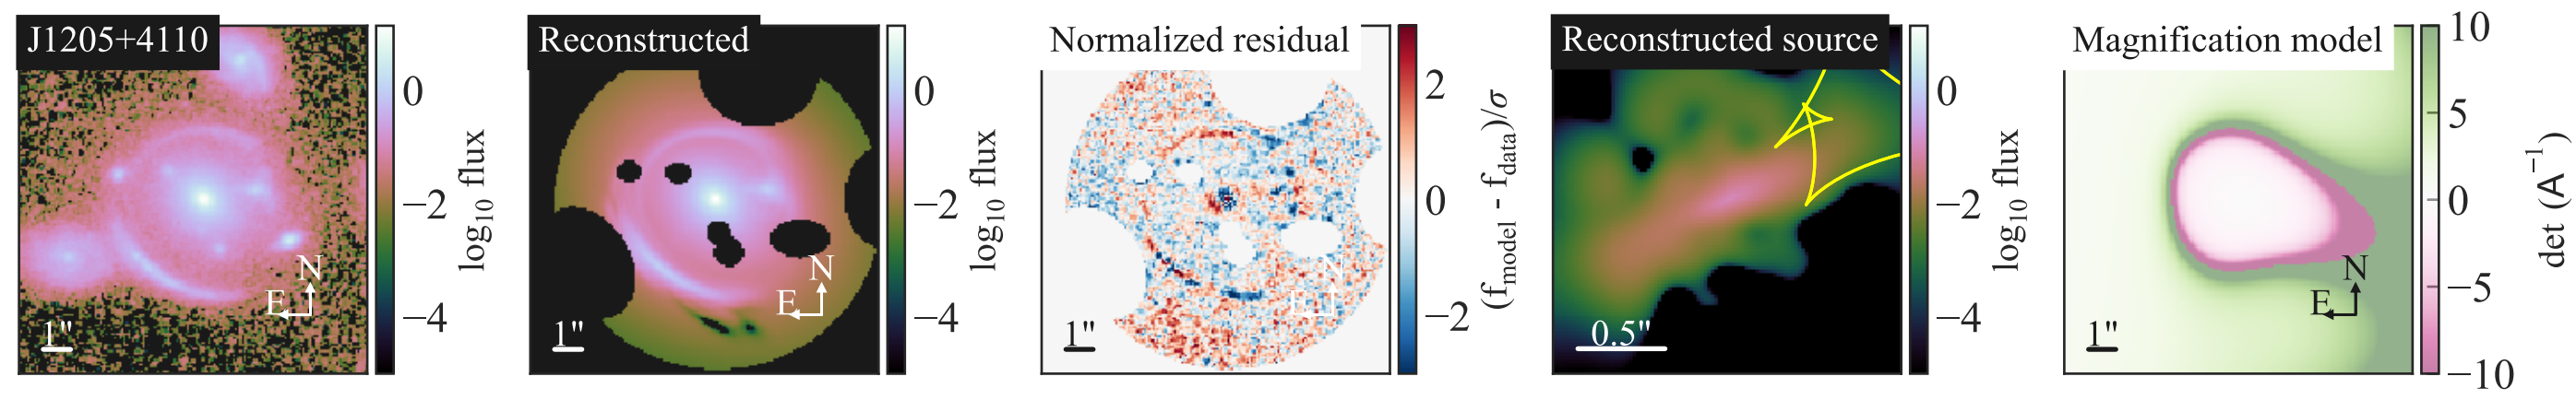 J1205+4110
0
−2
−4
log10 flux
N
E
1"
Reconstructed
0
−2
−4
log10 flux
N
E
1"
Normalized residual
2
0
−2
(fmodel - fdata)/σ
N
E
1"
Reconstructed source
0
−2
−4
log10 flux
0.5"
Magnification model
10
5
0
−5
−10
det (A−1)
N
E
1"